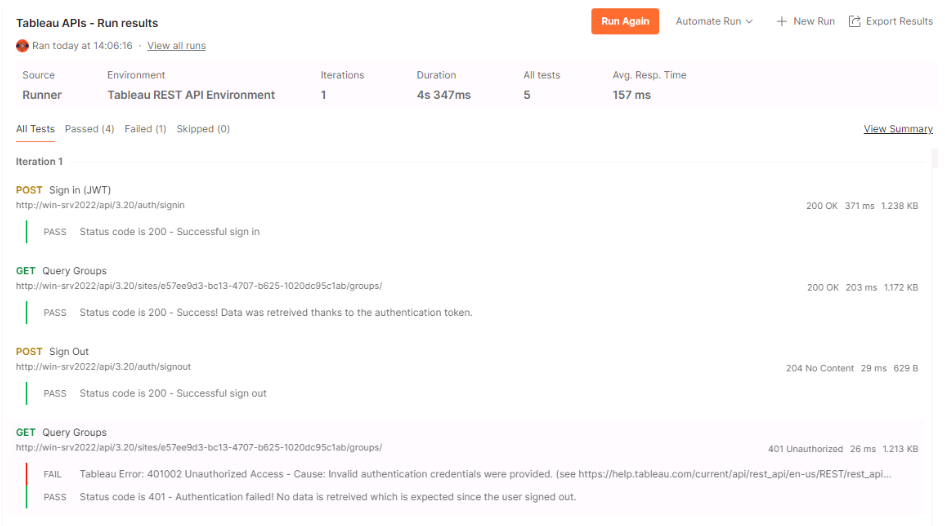 Tableau APIs - Run results
Run Again
Automate Run
New Run
Export Results
Ran today at 14:06:16 · View all runs
Source Environment Iterations Duration All tests Avg. Resp. Time
Runner Tableau REST API Environment 1 4s 347ms 5 157 ms
All Tests Passed (4) Failed (1) Skipped (0) View Summary
Iteration 1
POST Sign in (JWT)
http://win-srv2022/api/3.20/auth/signin 200 OK 371 ms 1.238 KB
PASS Status code is 200 - Successful sign in
GET Query Groups
http://win-srv2022/api/3.20/sites/e57ee9d3-bc13-4707-b625-1020dc95c1ab/groups/ 200 OK 203 ms 1.172 KB
PASS Status code is 200 - Success! Data was retreived thanks to the authentication token.
POST Sign Out
http://win-srv2022/api/3.20/auth/signout 204 No Content 29 ms 629 B
PASS Status code is 200 - Successful sign out
GET Query Groups
http://win-srv2022/api/3.20/sites/e57ee9d3-bc13-4707-b625-1020dc95c1ab/groups/ 401 Unauthorized 26 ms 1.213 KB
FAIL Tableau Error: 401002 Unauthorized Access - Cause: Invalid authentication credentials were provided. (see https://help.tableau.com/current/api/rest_api/en-us/REST/rest_api...
PASS Status code is 401 - Authentication failed! No data is retreived which is expected since the user signed out.